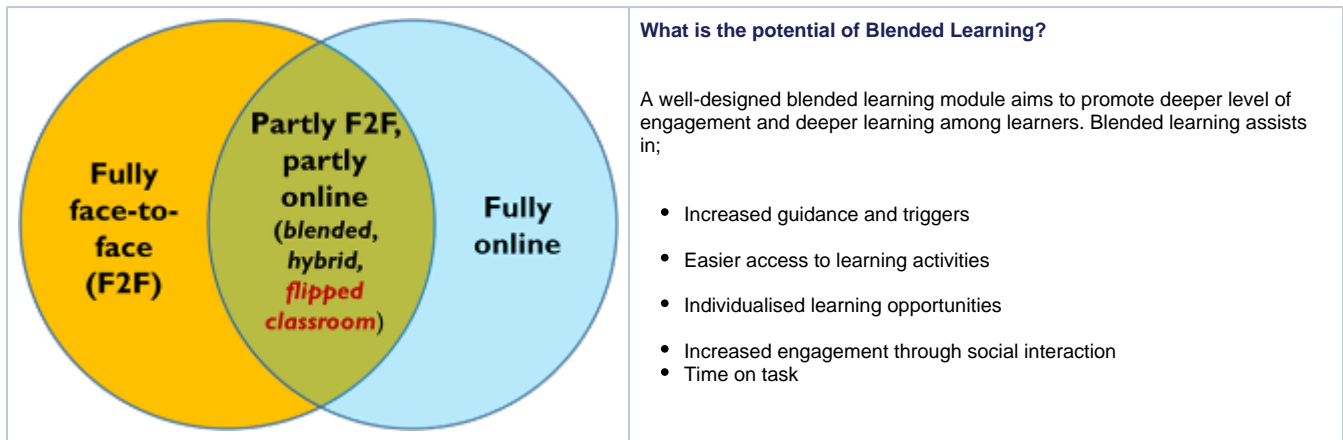 Fully
face-to-
face
(F2F)
Partly F2F,
partly
online
(blended,
hybrid,
flipped
classroom)
Fully
online
What is the potential of Blended Learning?
A well-designed blended learning module aims to promote deeper level of
engagement and deeper learning among learners. Blended learning assists
in;
• Increased guidance and triggers
• Easier access to learning activities
• Individualised learning opportunities
• Increased engagement through social interaction
• Time on task